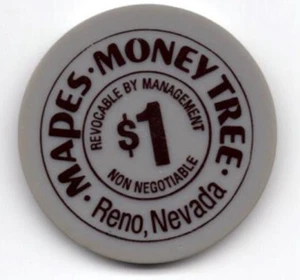 MAPES · MONEY TREE ·
Reno, Nevada ·
REVOCABLE BY MANAGEMENT
$1
NON NEGOTIABLE